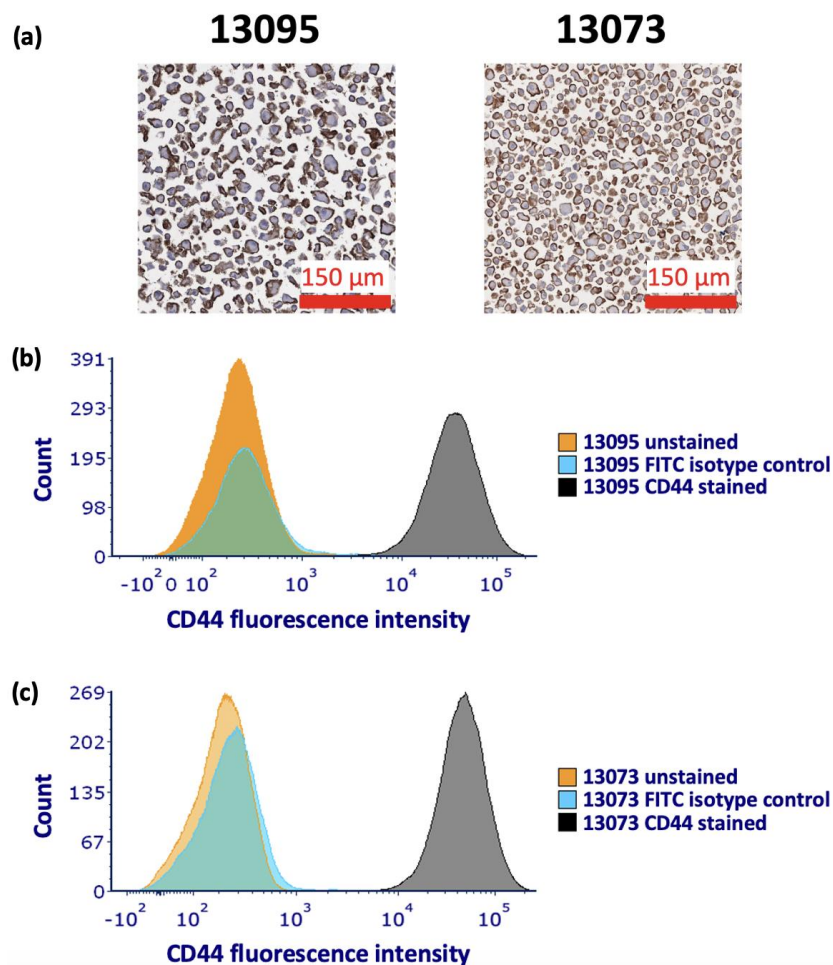 (a)
13095
13073
150 µm
150 µm
(b)
391
293
195
98
0
Count
-10² 0 10² 10³ 10⁴ 10⁵
CD44 fluorescence intensity
13095 unstained
13095 FITC isotype control
13095 CD44 stained
(c)
269
202
135
67
0
Count
-10² 10² 10³ 10⁴ 10⁵
CD44 fluorescence intensity
13073 unstained
13073 FITC isotype control
13073 CD44 stained